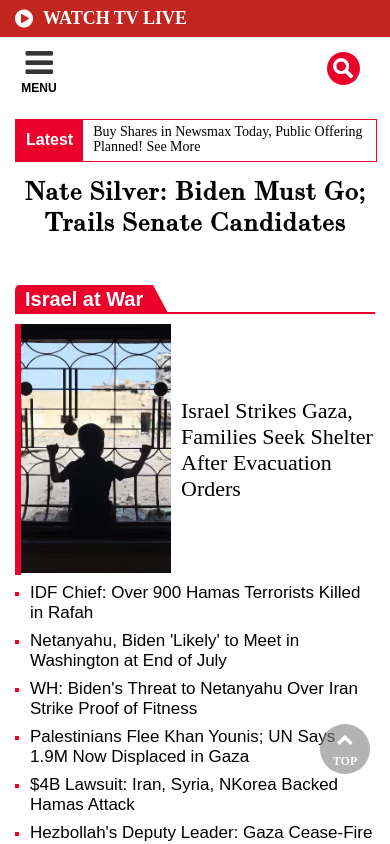 WATCH TV LIVE
MENU
Latest
Buy Shares in Newsmax Today, Public Offering
Planned! See More
Nate Silver: Biden Must Go;
Trails Senate Candidates
Israel at War
Israel Strikes Gaza,
Families Seek Shelter
After Evacuation
Orders
IDF Chief: Over 900 Hamas Terrorists Killed
in Rafah
Netanyahu, Biden 'Likely' to Meet in
Washington at End of July
WH: Biden's Threat to Netanyahu Over Iran
Strike Proof of Fitness
Palestinians Flee Khan Younis; UN Says
1.9M Now Displaced in Gaza
TOP
$4B Lawsuit: Iran, Syria, NKorea Backed
Hamas Attack
Hezbollah's Deputy Leader: Gaza Cease-Fire